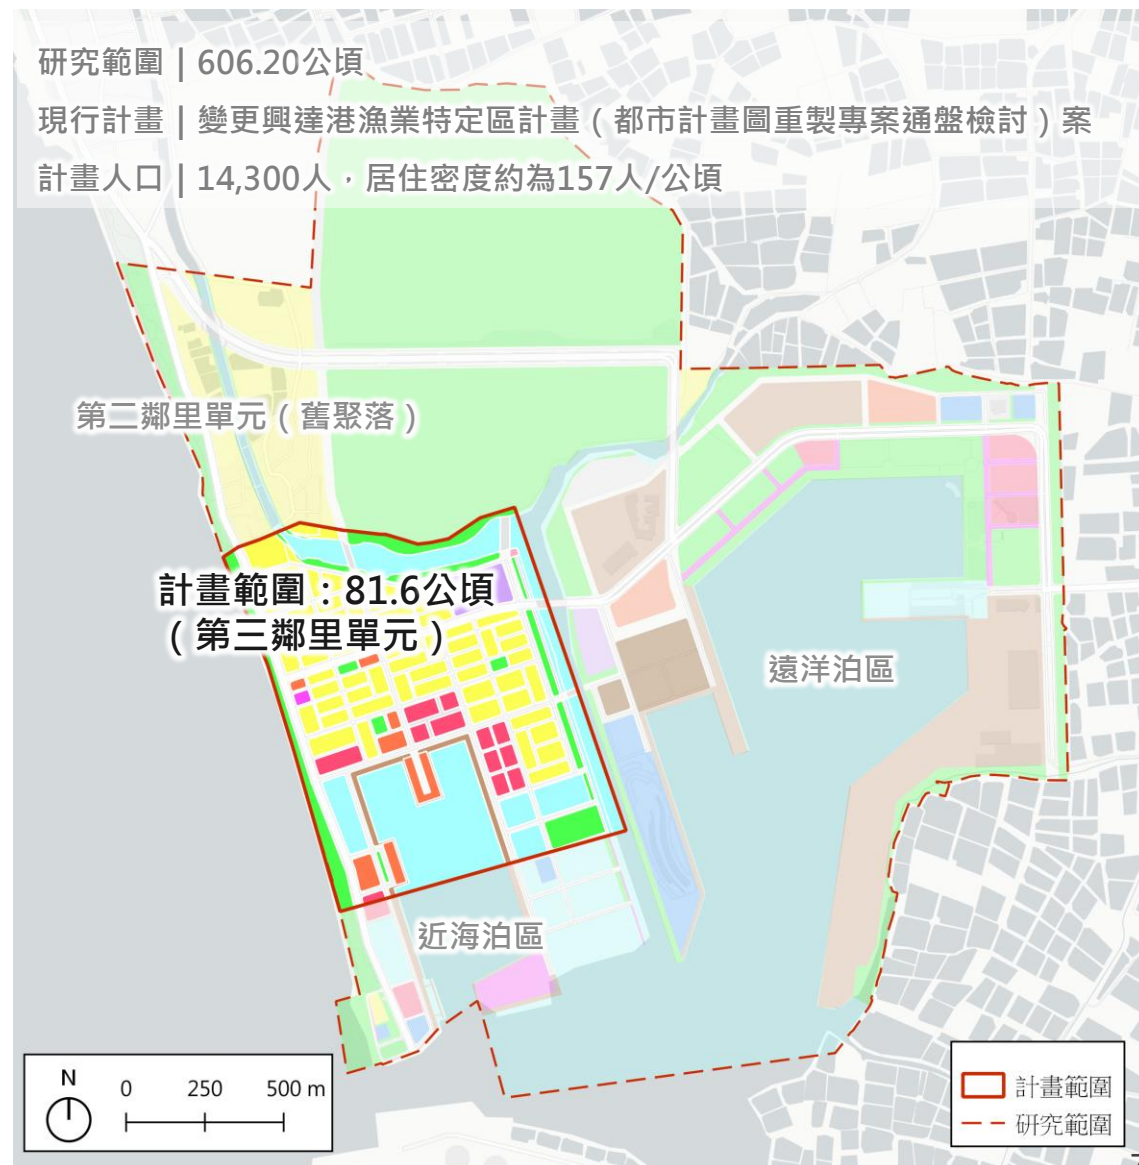 研究範圍 | 606.20公頃
現行計畫 | 變更興達港漁業特定區計畫（都市計畫圖重製專案通盤檢討）案
計畫人口 | 14,300人，居住密度約為157人/公頃
第二鄰里單元（舊聚落）
計畫範圍：81.6公頃
（第三鄰里單元）
遠洋泊區
近海泊區
N
0 250 500 m
計畫範圍
研究範圍